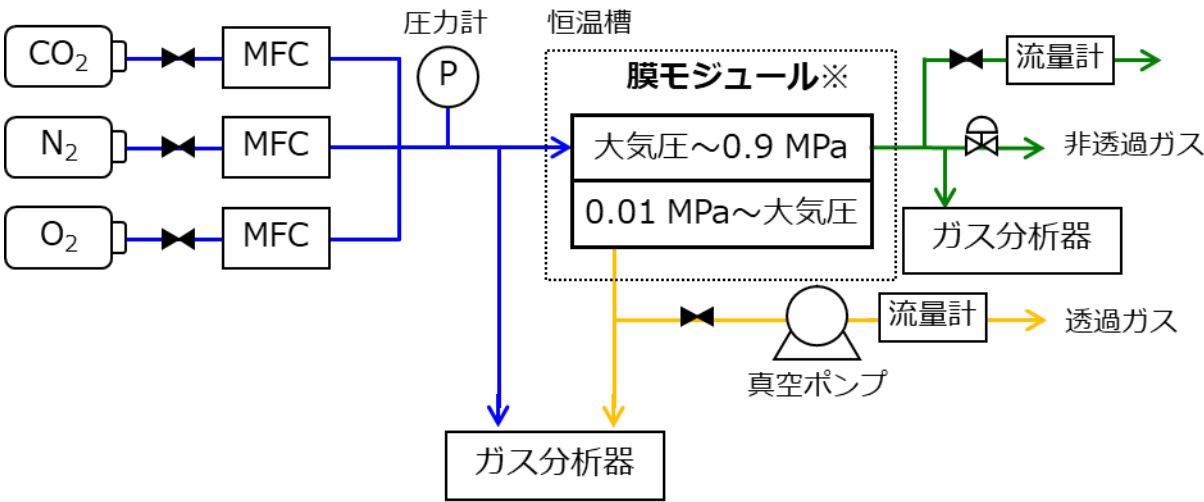 圧力計
恒温槽
CO2
MFC
P
膜モジュール※
流量計
N2
MFC
大気圧～0.9 MPa
非透過ガス
O2
MFC
0.01 MPa～大気圧
ガス分析器
流量計
透過ガス
真空ポンプ
ガス分析器